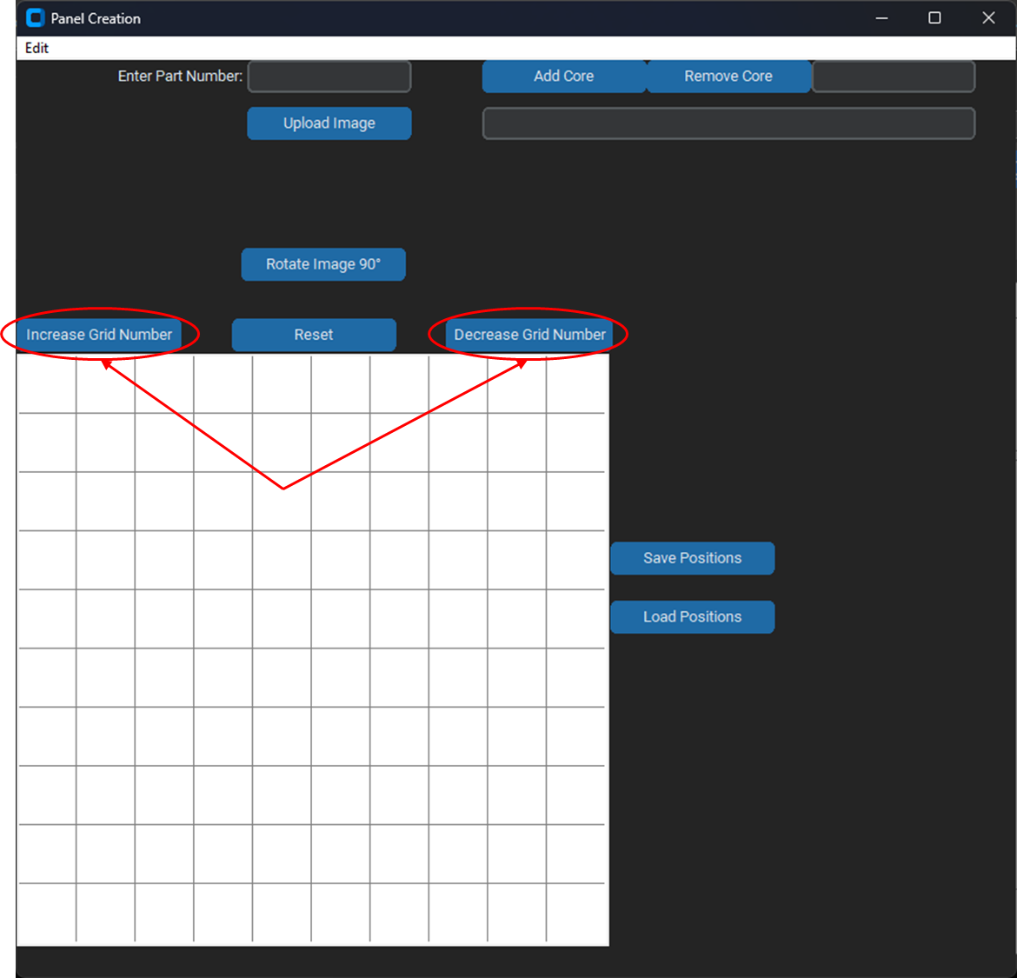 Panel Creation
Edit
Enter Part Number:
Add Core
Remove Core
Upload Image
Rotate Image 90°
Increase Grid Number
Reset
Decrease Grid Number
Save Positions
Load Positions